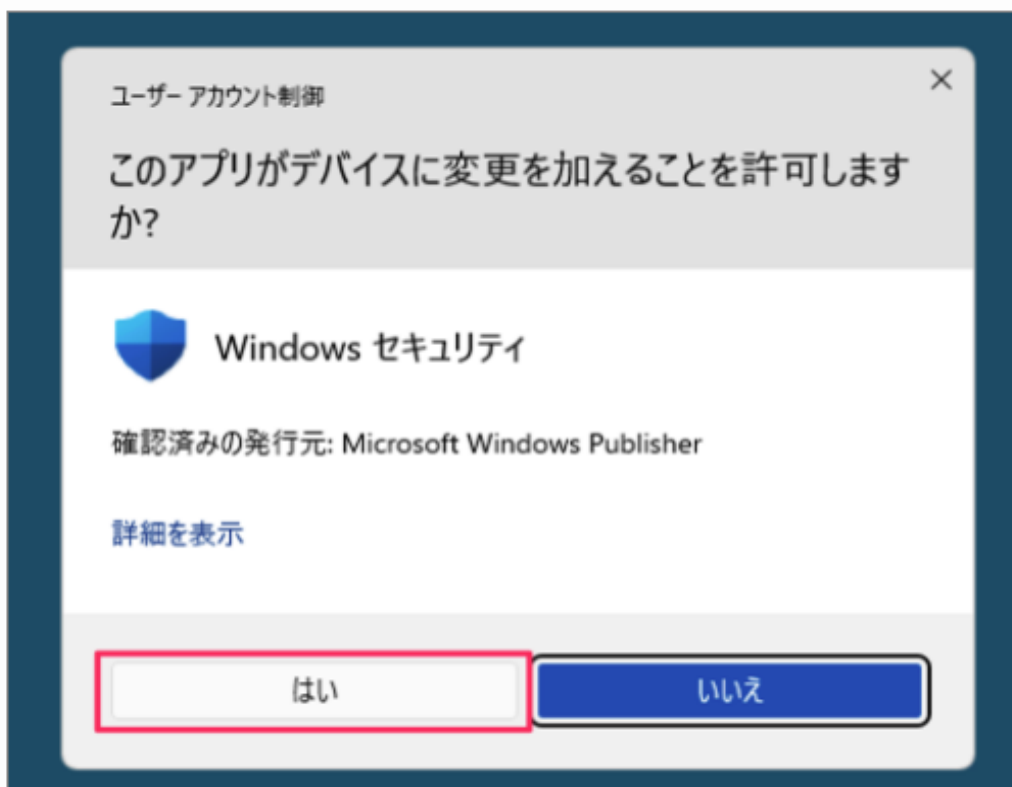 ユーザー アカウント制御
このアプリがデバイスに変更を加えることを許可します
か?
Windows セキュリティ
確認済みの発行元: Microsoft Windows Publisher
詳細を表示
はい
いいえ